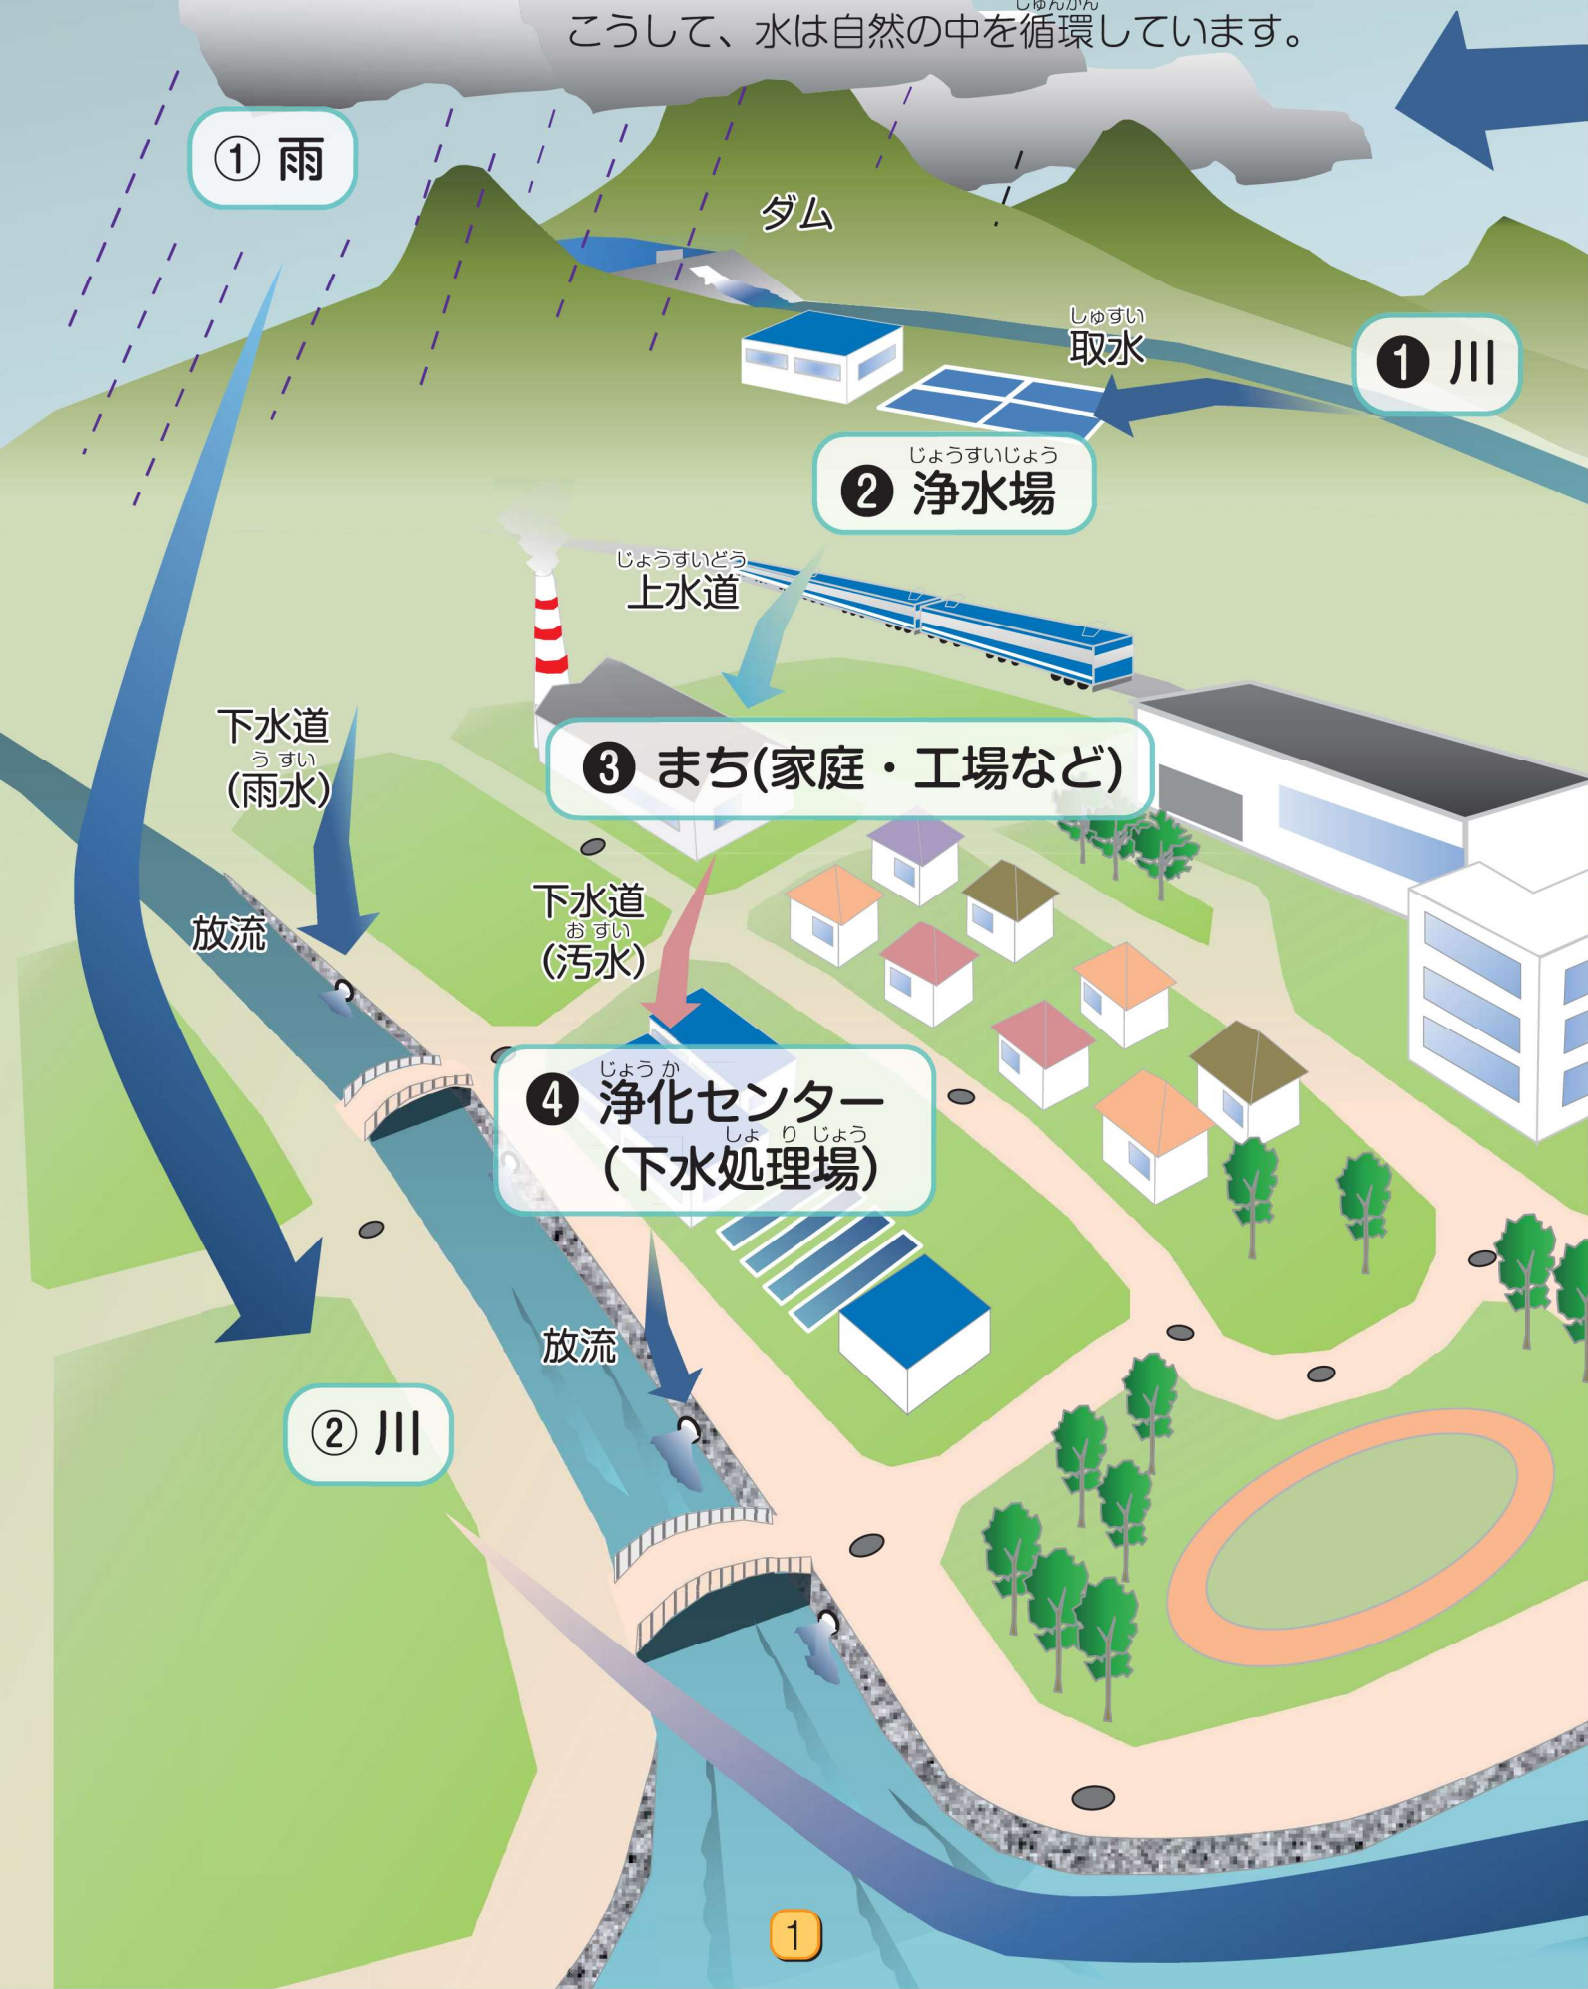 じゅんかん
こうして、水は自然の中を循環しています。
① 雨
ダム
しゅすい
取水
❶ 川
じょうすいじょう
❷ 浄水場
じょうすいどう
上水道
下水道
うすい
(雨水)
❸ まち(家庭・工場など)
放流
下水道
おすい
(汚水)
じょうか
❹ 浄化センター
しょりじょう
(下水処理場)
放流
② 川
1